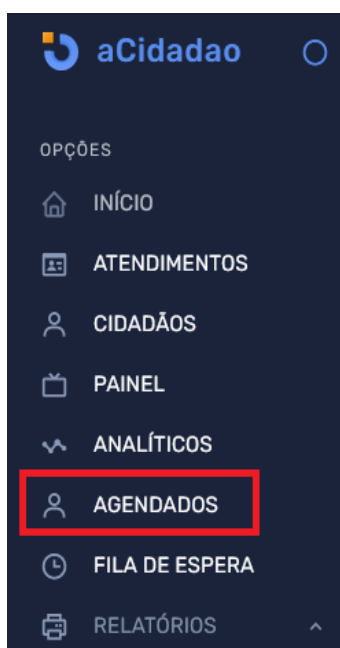 aCidadao
OPÇÕES
INÍCIO
ATENDIMENTOS
CIDADÃOS
PAINEL
ANALÍTICOS
AGENDADOS
FILA DE ESPERA
RELATÓRIOS